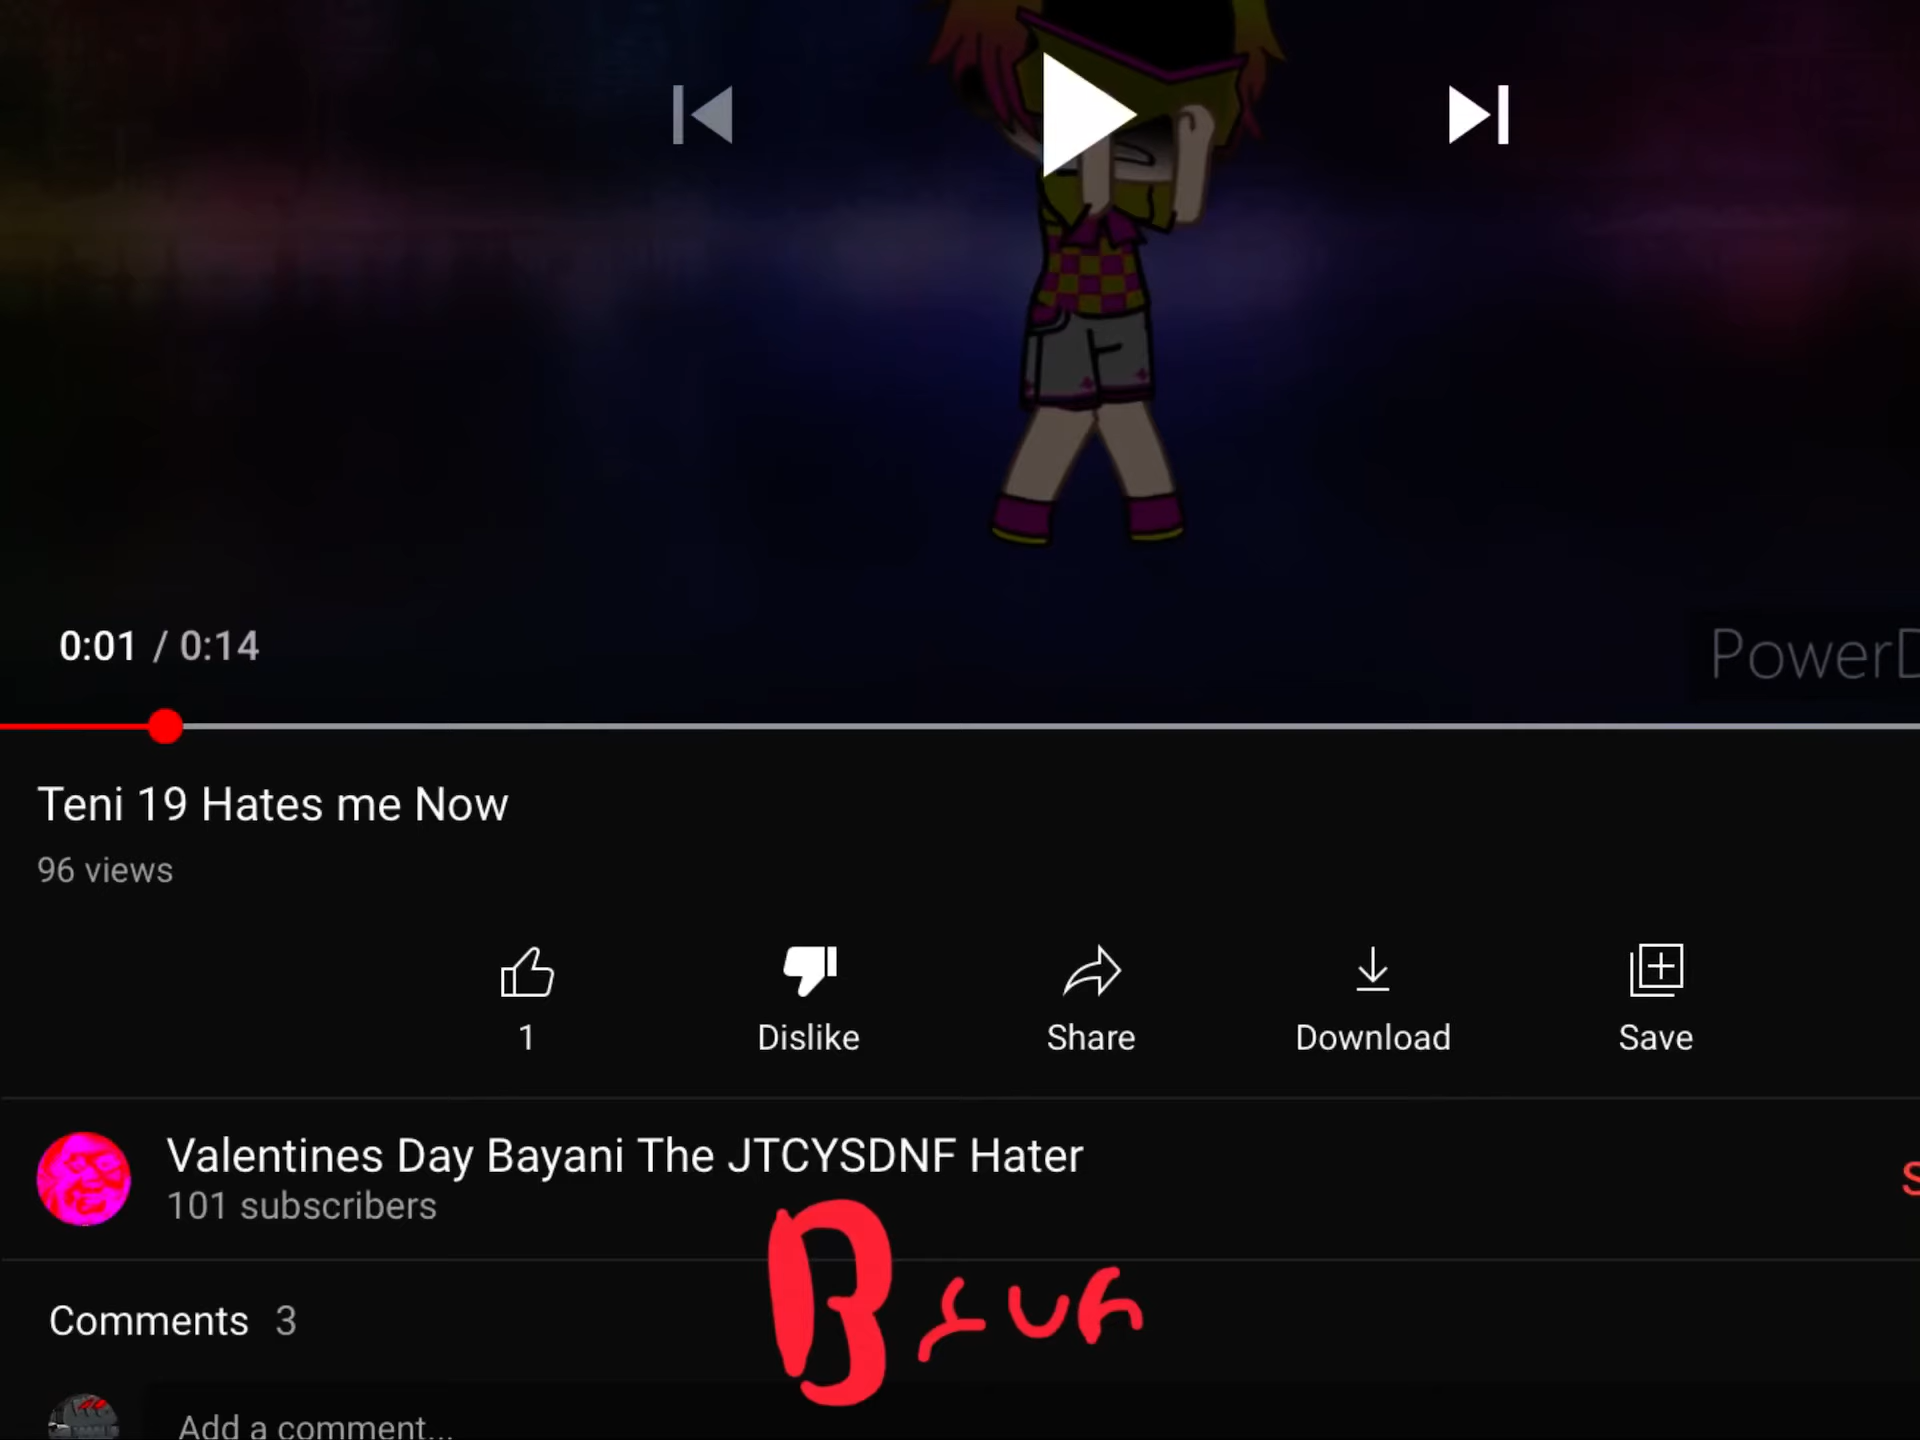 0:01 / 0:14
PowerD
Teni 19 Hates me Now
96 views
1
Dislike
Share
Download
Save
Valentines Day Bayani The JTCYSDNF Hater
101 subscribers
S
Bruh
Comments 3
Add a comment...